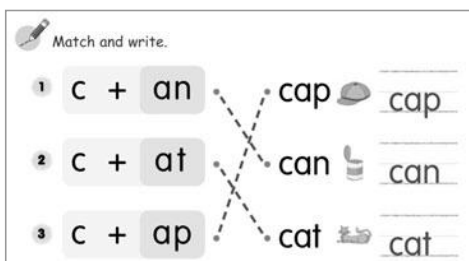 Match and write.
1 c + an cap cap
2 c + at can can
3 c + ap cat cat